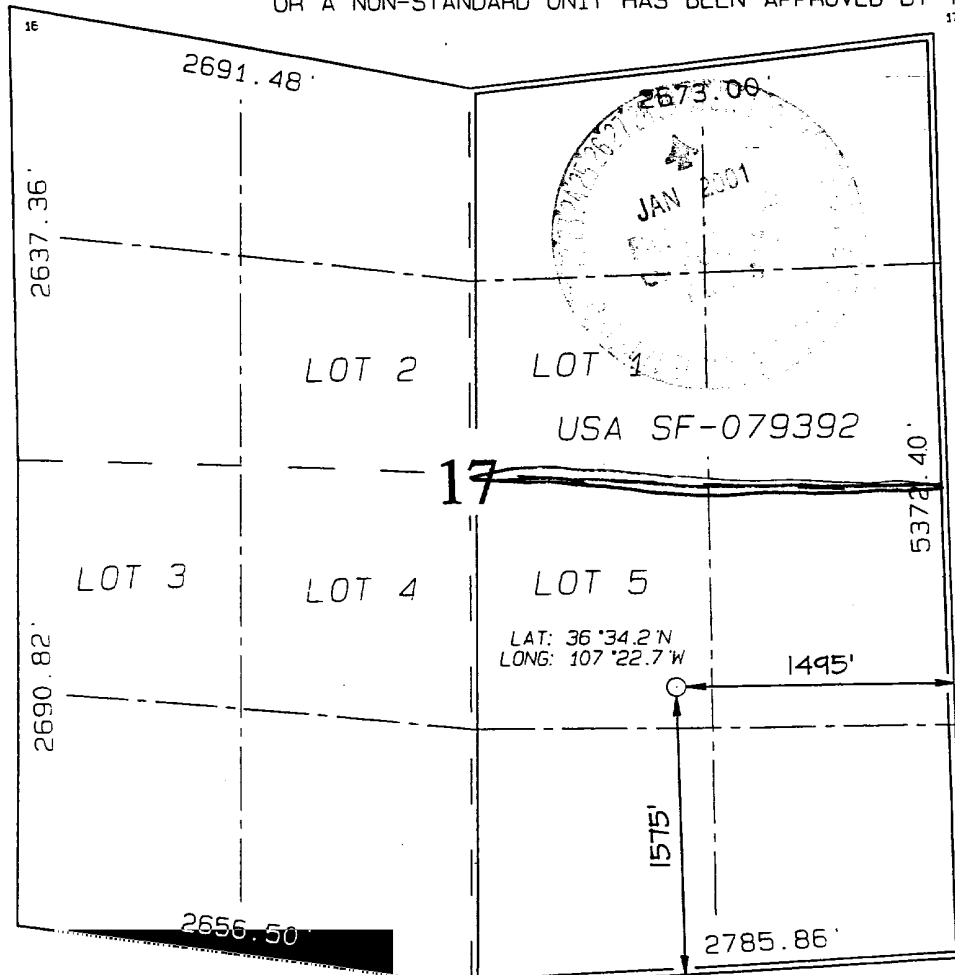 OR A NON-STANDARD UNIT HAS BEEN APPROVED BY
16
2691.48'
2673.00'
2637.36'
JAN 2001
LOT 2
LOT 1
USA SF-079392
17
5372.40'
LOT 3
LOT 4
LOT 5
LAT: 36°34.2'N
LONG: 107°22.7'W
1495'
2690.82'
1575'
2656.50'
2785.86'